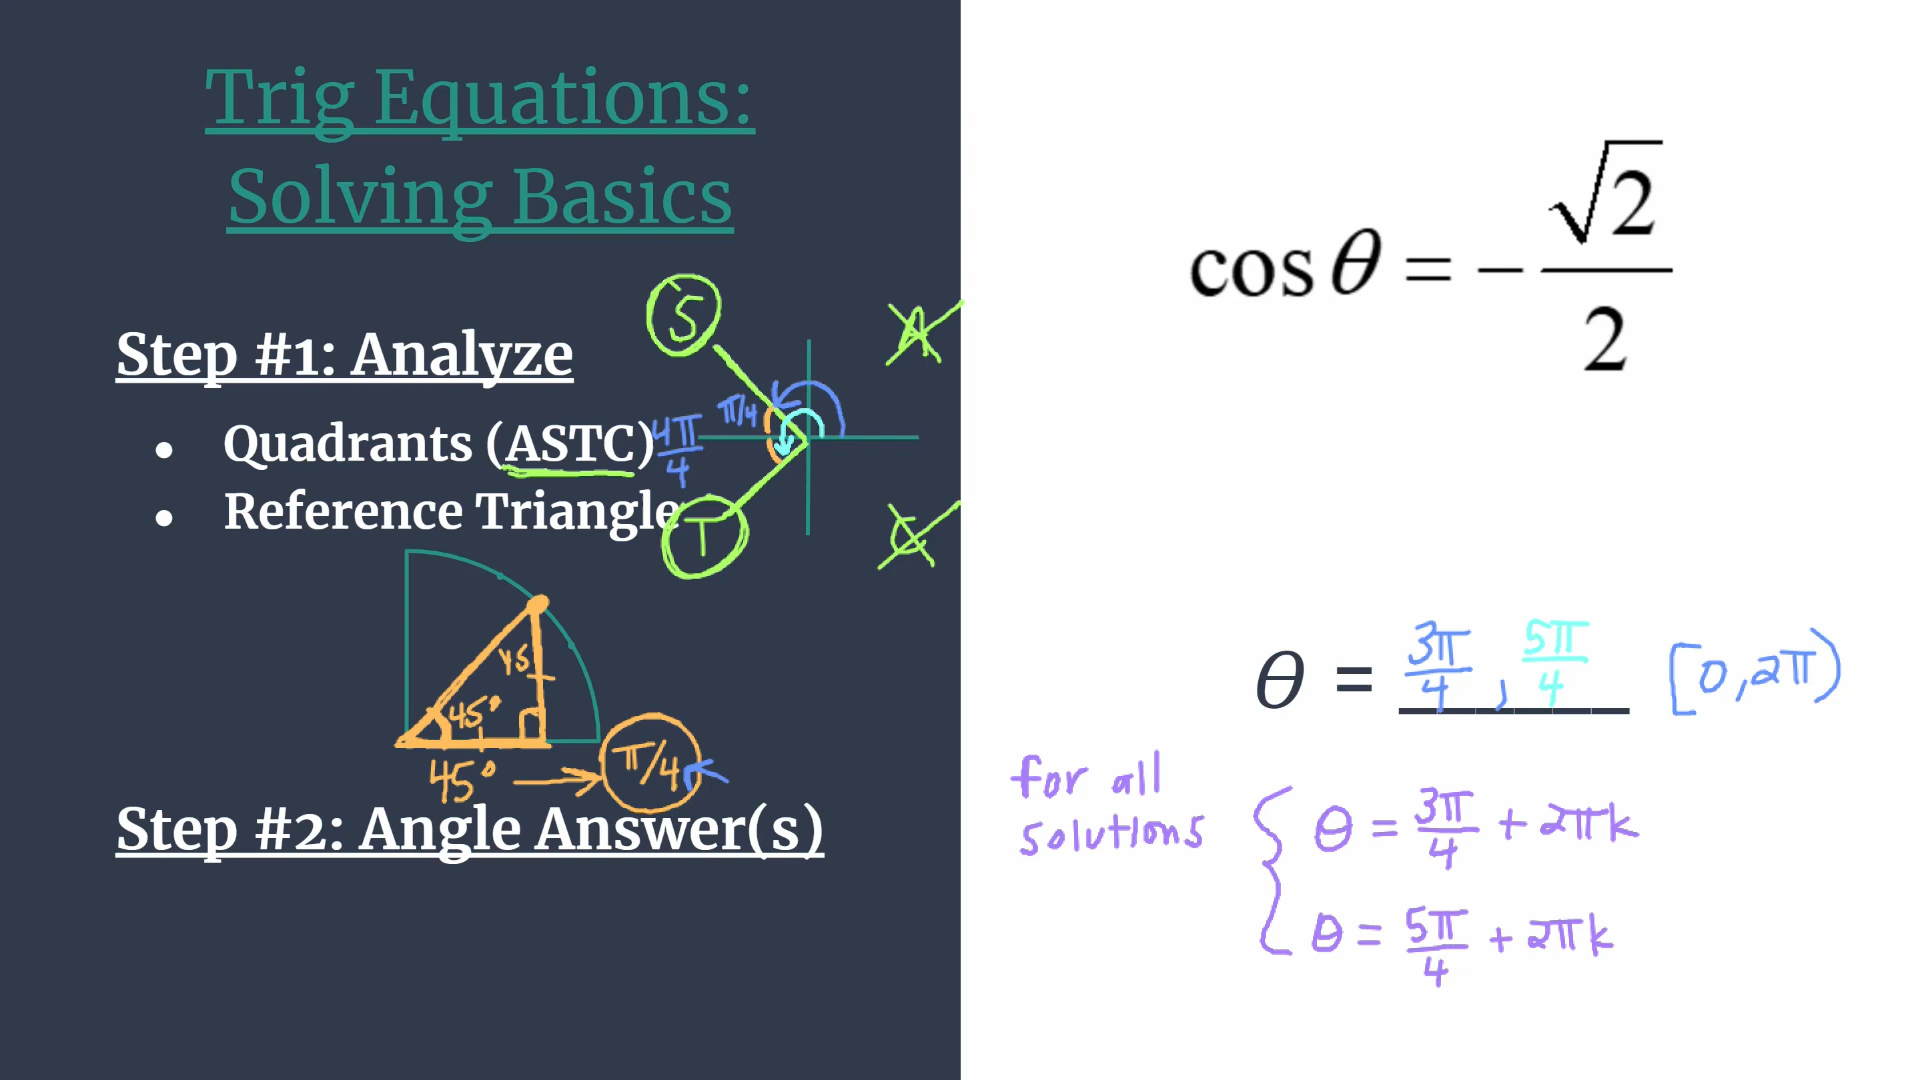 Trig Equations:
Solving Basics
Step #1: Analyze
• Quadrants (ASTC)
• Reference Triangle
S
A
π/4
4π/4
T
C
45
45°
45° → π/4
Step #2: Angle Answer(s)
cos θ = -√2/2
θ = 3π/4, 5π/4 [0, 2π)
for all
solutions
θ = 3π/4 + 2πk
θ = 5π/4 + 2πk